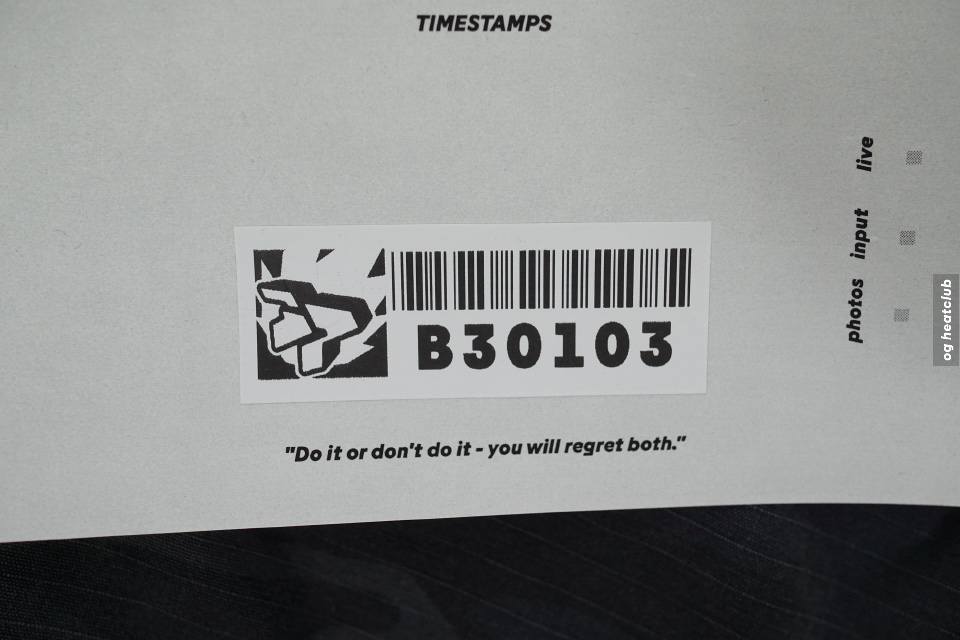 TIMESTAMPS
live
input
photos
B30103
"Do it or don't do it - you will regret both."
og heatclub